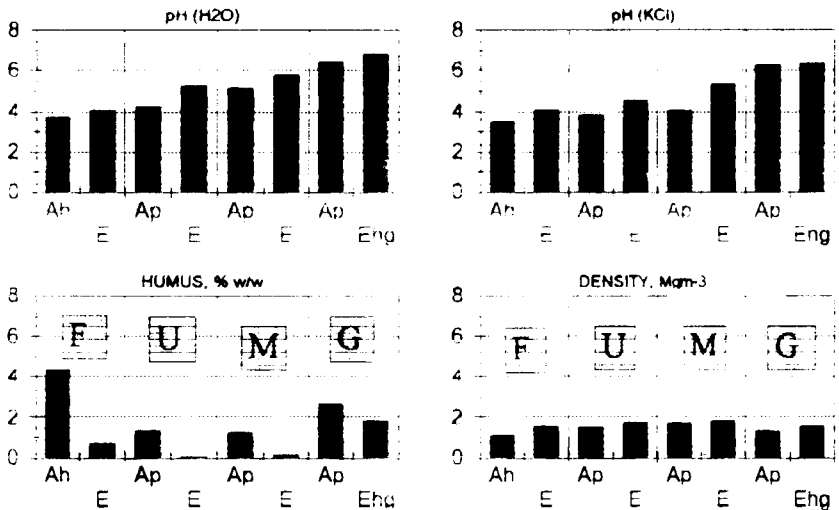 pH (H2O)
8
6
4
2
0
Ah Ap Ap Ap
E E E Eng
pH (KCl)
8
6
4
2
0
Ah Ap Ap Ap
E E E Eng
HUMUS, % w/w
8
6
4
2
0
F U M G
Ah Ap Ap Ap
E E E Ehg
DENSITY, Mgm-3
8
6
4
2
0
F U M G
Ah Ap Ap Ap
E E E Eng